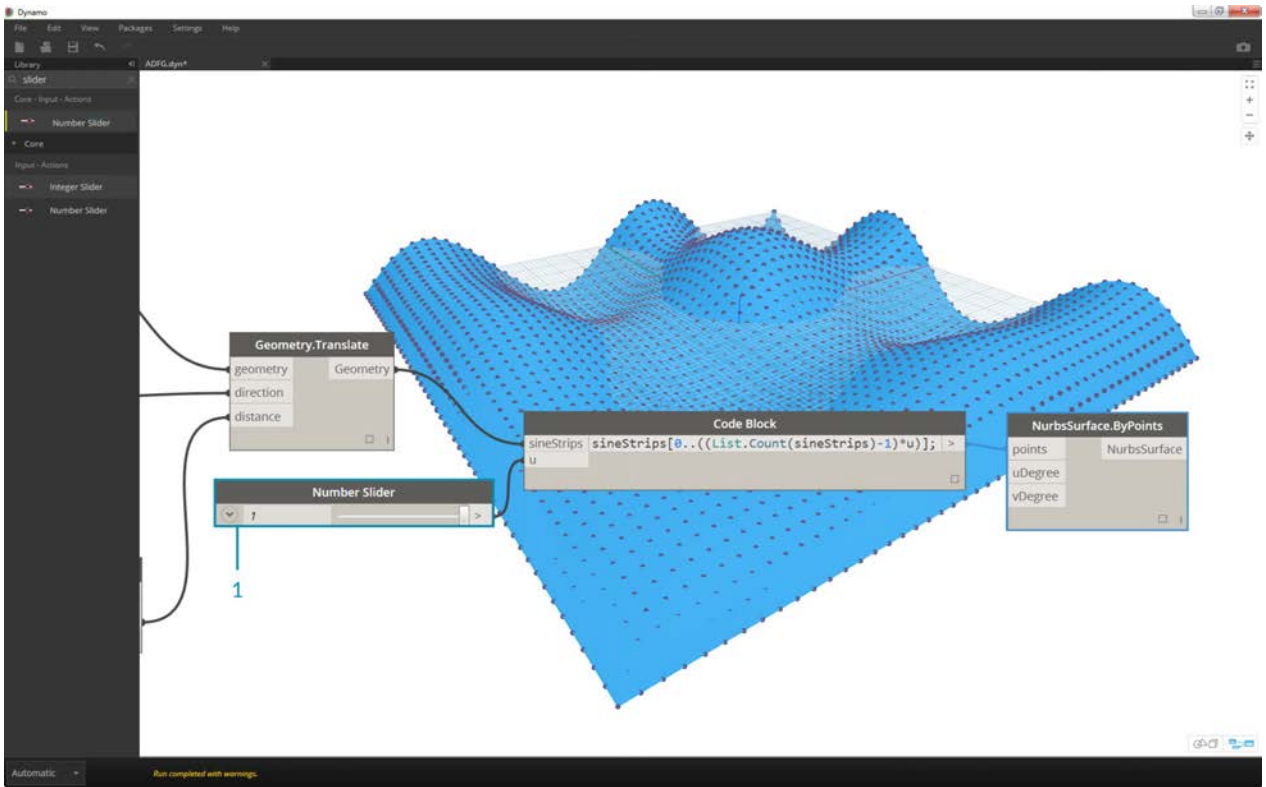 Dynamo
File Edit View Packages Settings Help
Library
ADFG.dyn*
slider
Core - Input - Actions
Number Slider
Core
Input - Actions
Integer Slider
Number Slider
Geometry.Translate
geometry Geometry
direction
distance
Code Block
sineStrips sineStrips[0..((List.Count(sineStrips)-1)*u)]; >
u
NurbsSurface.ByPoints
points NurbsSurface
uDegree
vDegree
Number Slider
1 >
1
Automatic
Run completed with warnings.